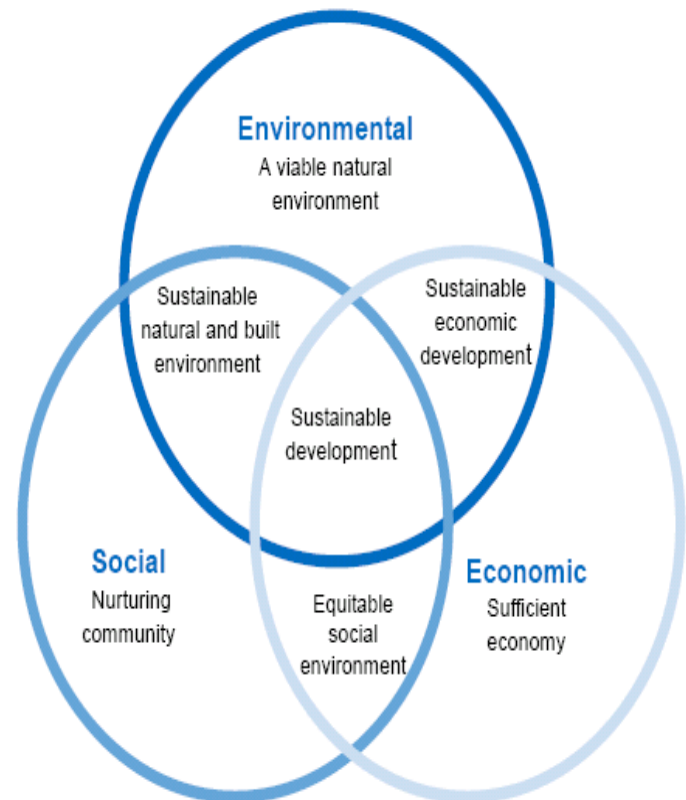 Environmental
A viable natural
environment
Sustainable
natural and built
environment
Sustainable
economic
development
Sustainable
development
Social
Nurturing
community
Economic
Sufficient
economy
Equitable
social
environment